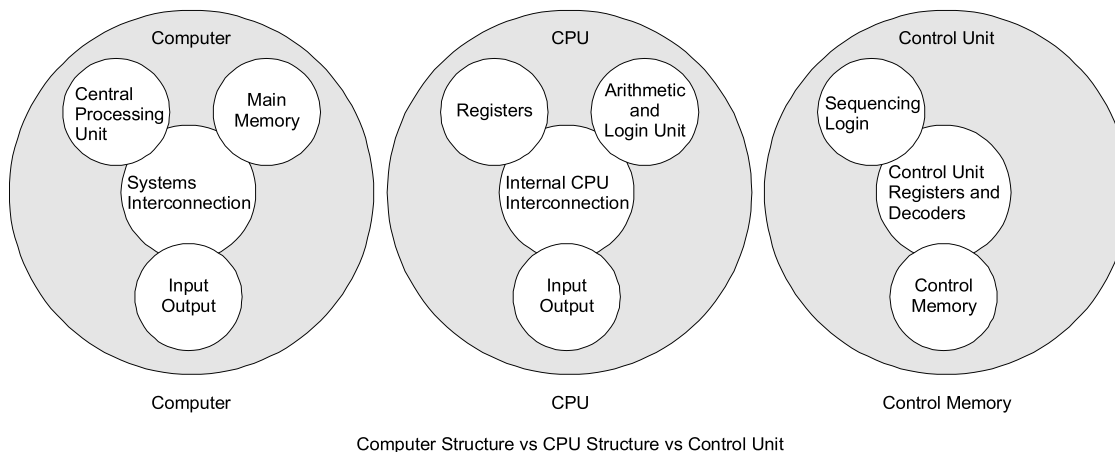 Computer
Central
Processing
Unit
Main
Memory
Systems
Interconnection
Input
Output
Computer
CPU
Registers
Arithmetic
and
Login Unit
Internal CPU
Interconnection
Input
Output
CPU
Control Unit
Sequencing
Login
Control Unit
Registers and
Decoders
Control
Memory
Control Memory
Computer Structure vs CPU Structure vs Control Unit